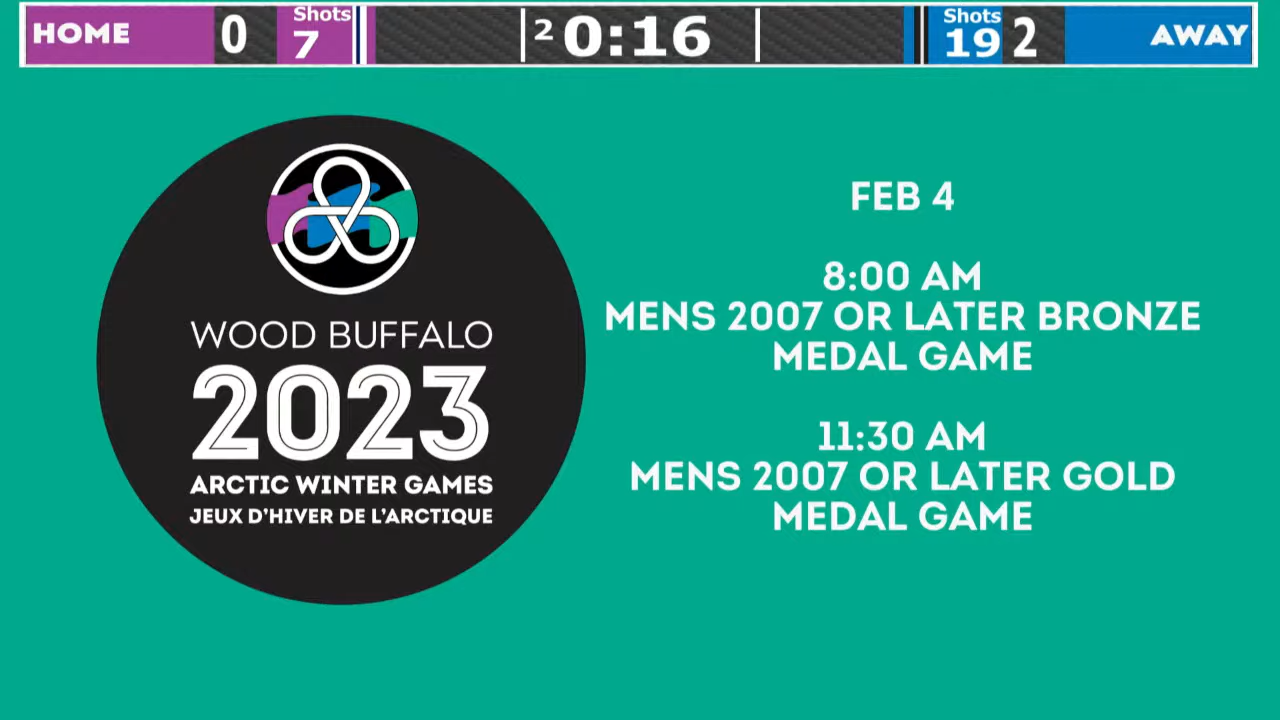 HOME 0 Shots 7 2 0:16 Shots 19 2 AWAY
WOOD BUFFALO
2023
ARCTIC WINTER GAMES
JEUX D'HIVER DE L'ARCTIQUE
FEB 4
8:00 AM
MENS 2007 OR LATER BRONZE
MEDAL GAME
11:30 AM
MENS 2007 OR LATER GOLD
MEDAL GAME